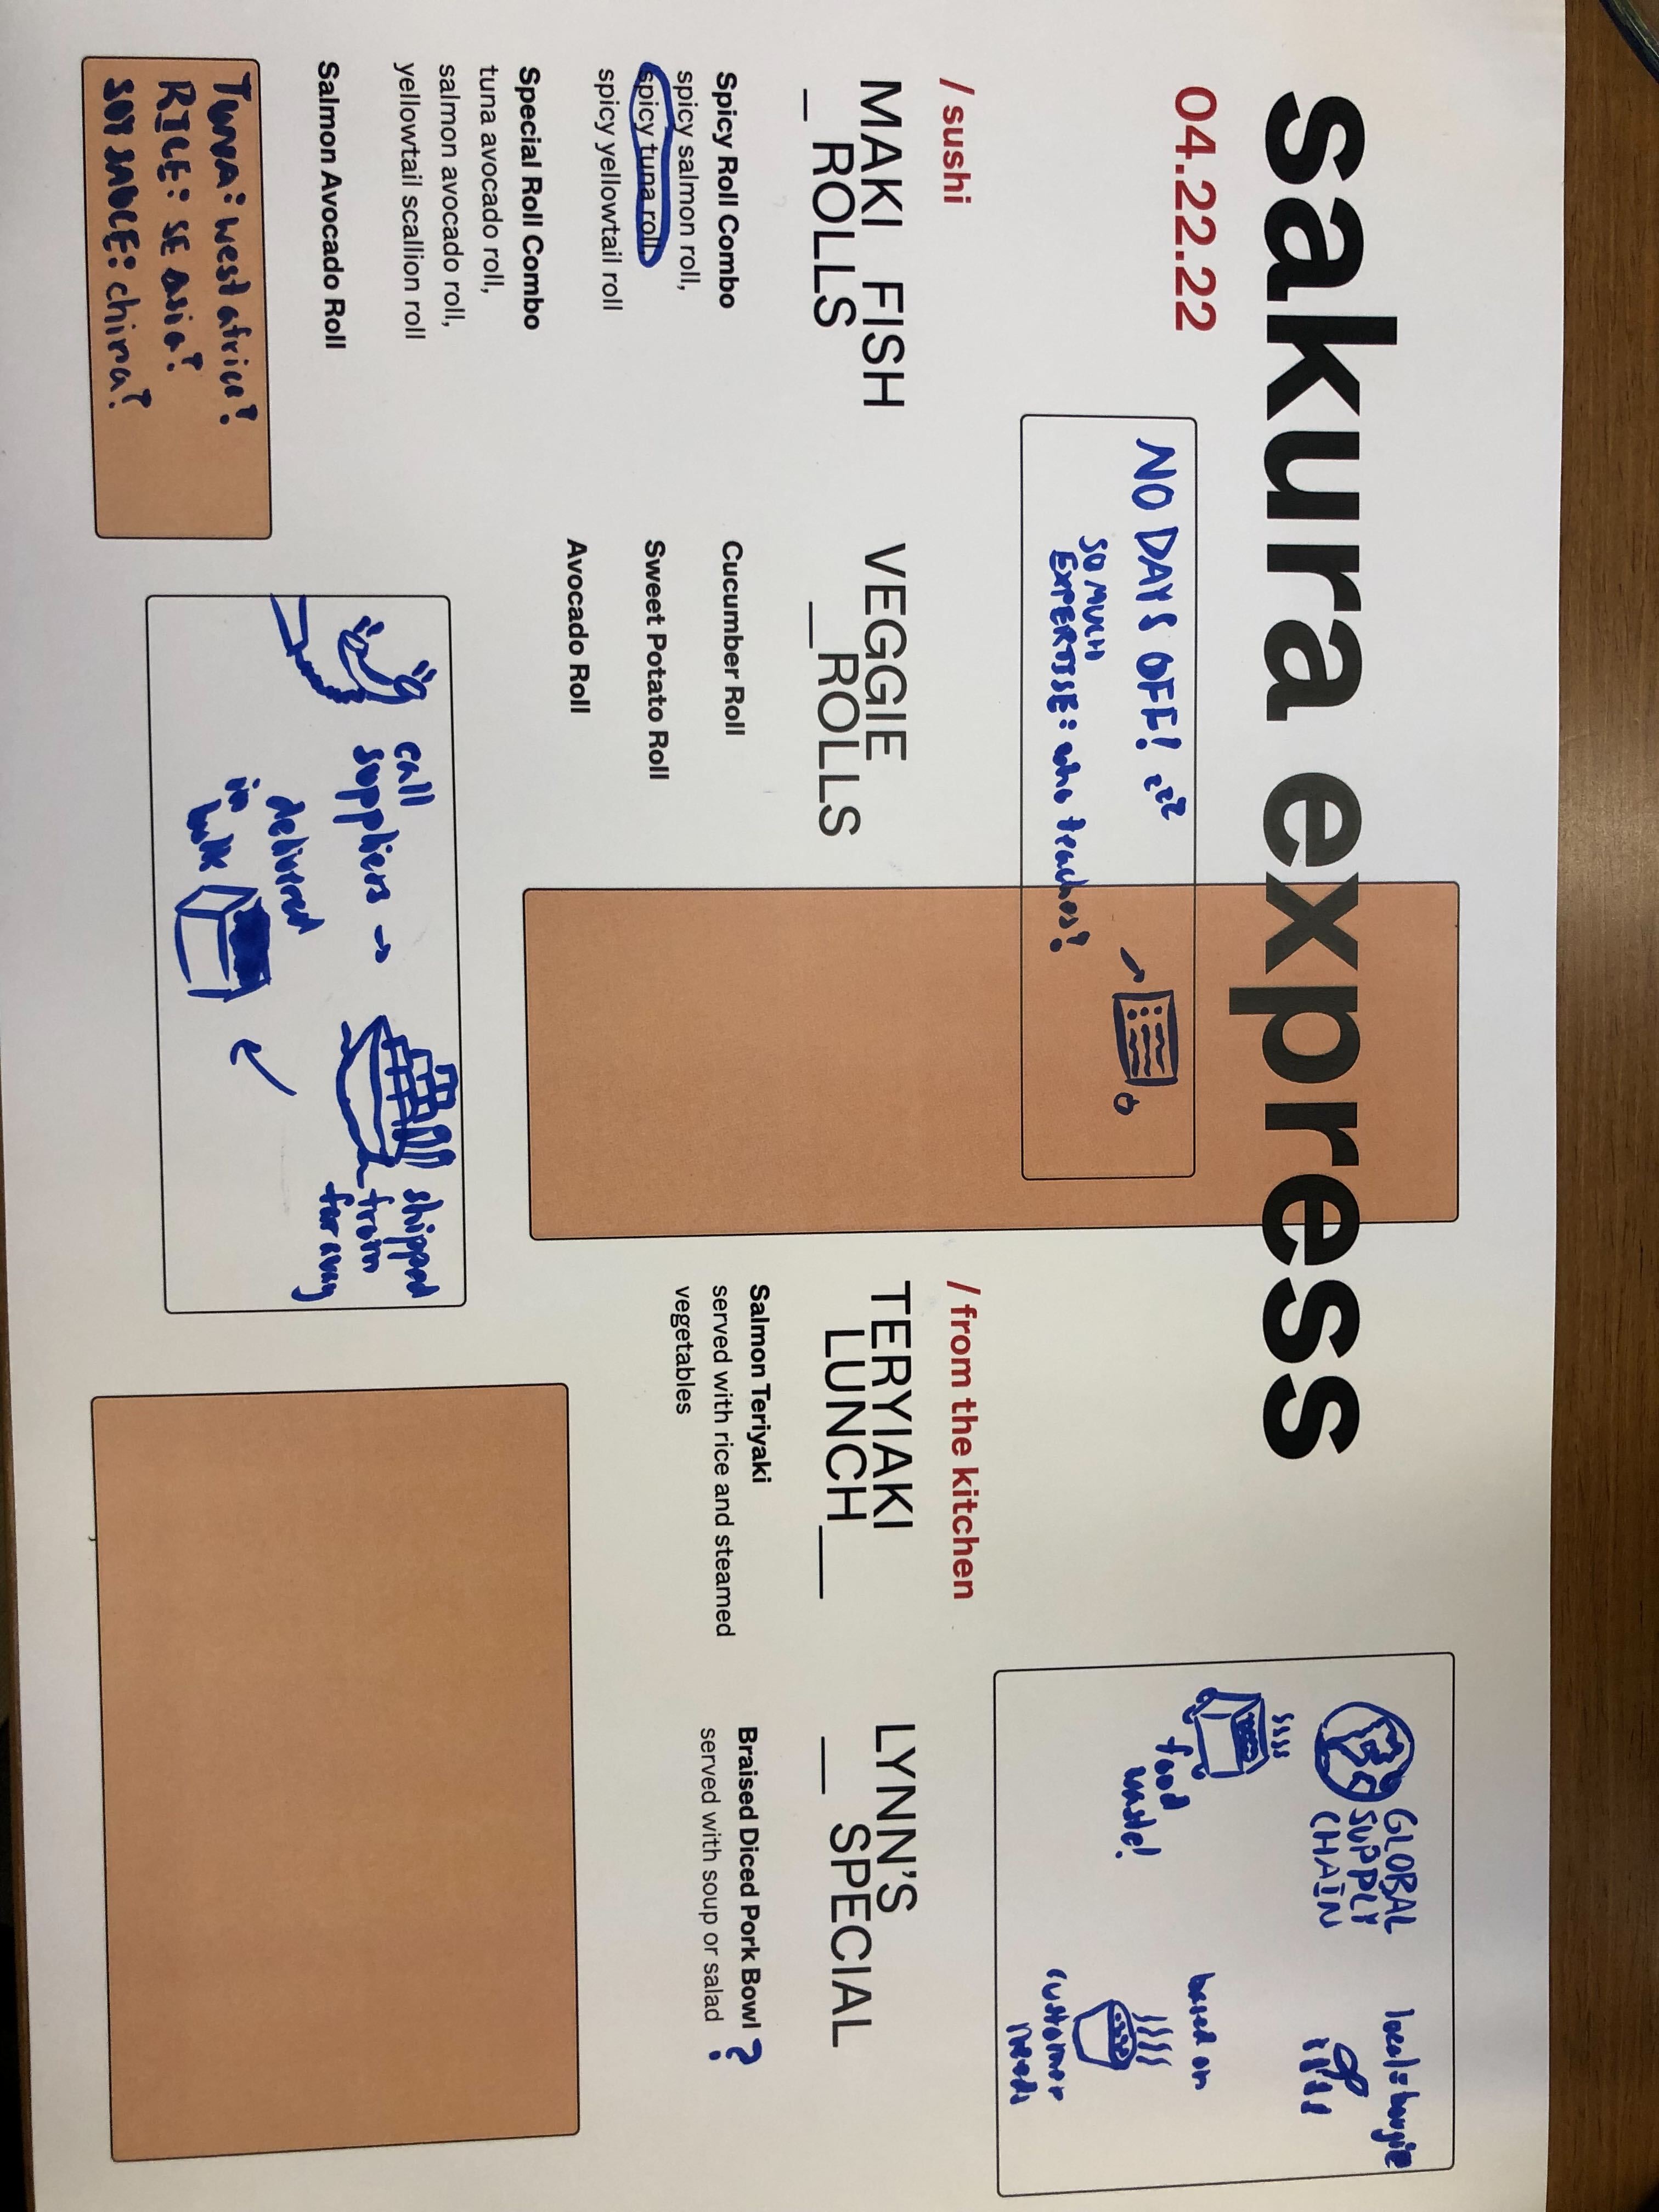 sakura express
04.22.22
NO DAYS OFF! zzz
SO MUCH
EXPERTISE: who teaches?
GLOBAL
SUPPLY
CHAIN
local = bougie
food
waste!
based on
customer
needs
/ sushi
MAKI FISH
_ ROLLS
Spicy Roll Combo
spicy salmon roll,
spicy tuna roll,
spicy yellowtail roll
Special Roll Combo
tuna avocado roll,
salmon avocado roll,
yellowtail scallion roll
Salmon Avocado Roll
VEGGIE
__ROLLS
Cucumber Roll
Sweet Potato Roll
Avocado Roll
/ from the kitchen
TERYIAKI
LUNCH__
Salmon Teriyaki
served with rice and steamed
vegetables
LYNN'S
__ SPECIAL
Braised Diced Pork Bowl ?
served with soup or salad
TUNA: west africa?
RICE: SE Asia?
SOY SAUCE: china?
call
suppliers →
shipped
from
far away
delivered
in
bulk